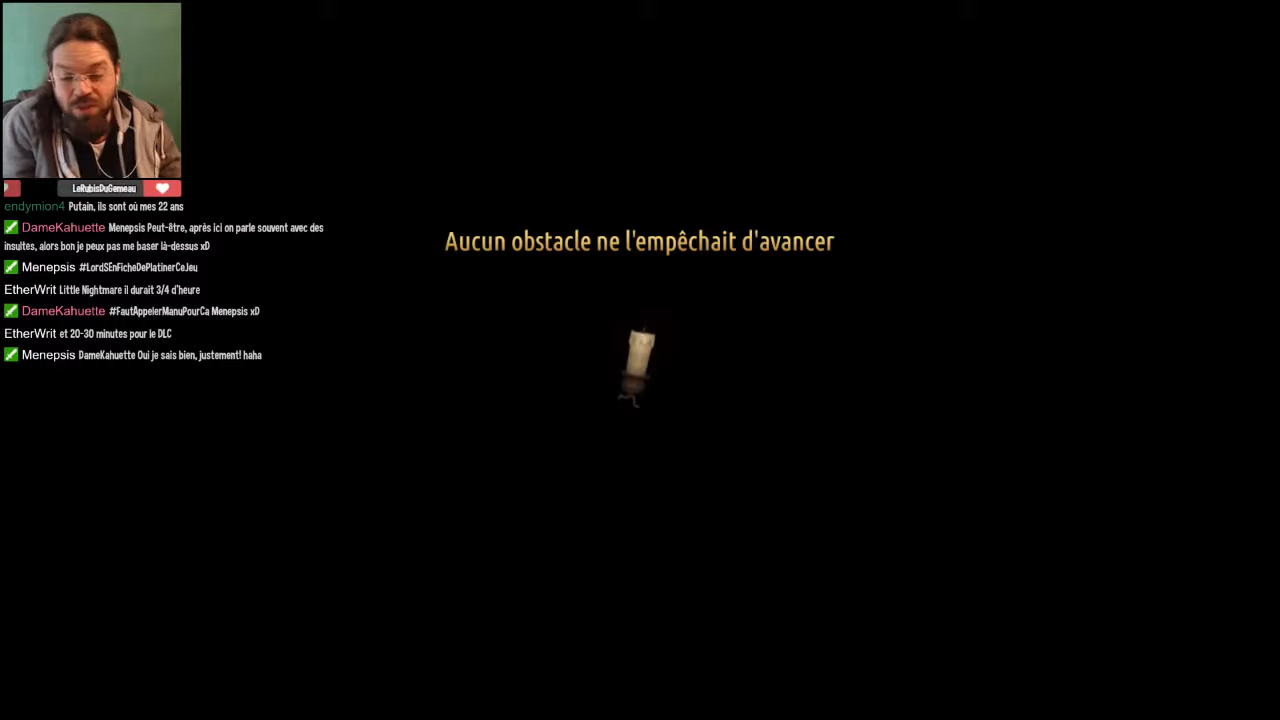 LeRubisDuGemeau
endymion4 Putain, ils sont où mes 22 ans
DameKahuette Menepsis Peut-être, après ici on parle souvent avec des
insultes, alors bon je peux pas me baser là-dessus xD
Menepsis #LordSEnFicheDePlatinerCeJeu
EtherWrit Little Nightmare il durait 3/4 d'heure
DameKahuette #FautAppelerManuPourCa Menepsis xD
EtherWrit et 20-30 minutes pour le DLC
Menepsis DameKahuette Oui je sais bien, justement! haha
Aucun obstacle ne l'empêchait d'avancer